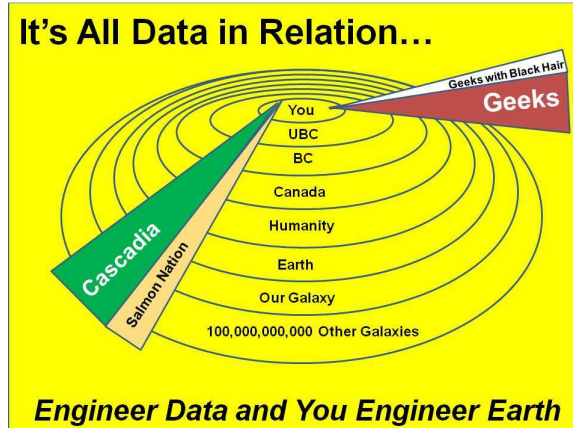 It's All Data in Relation…
Geeks with Black Hair
Geeks
You
UBC
BC
Canada
Humanity
Earth
Our Galaxy
100,000,000,000 Other Galaxies
Cascadia
Salmon Nation
Engineer Data and You Engineer Earth